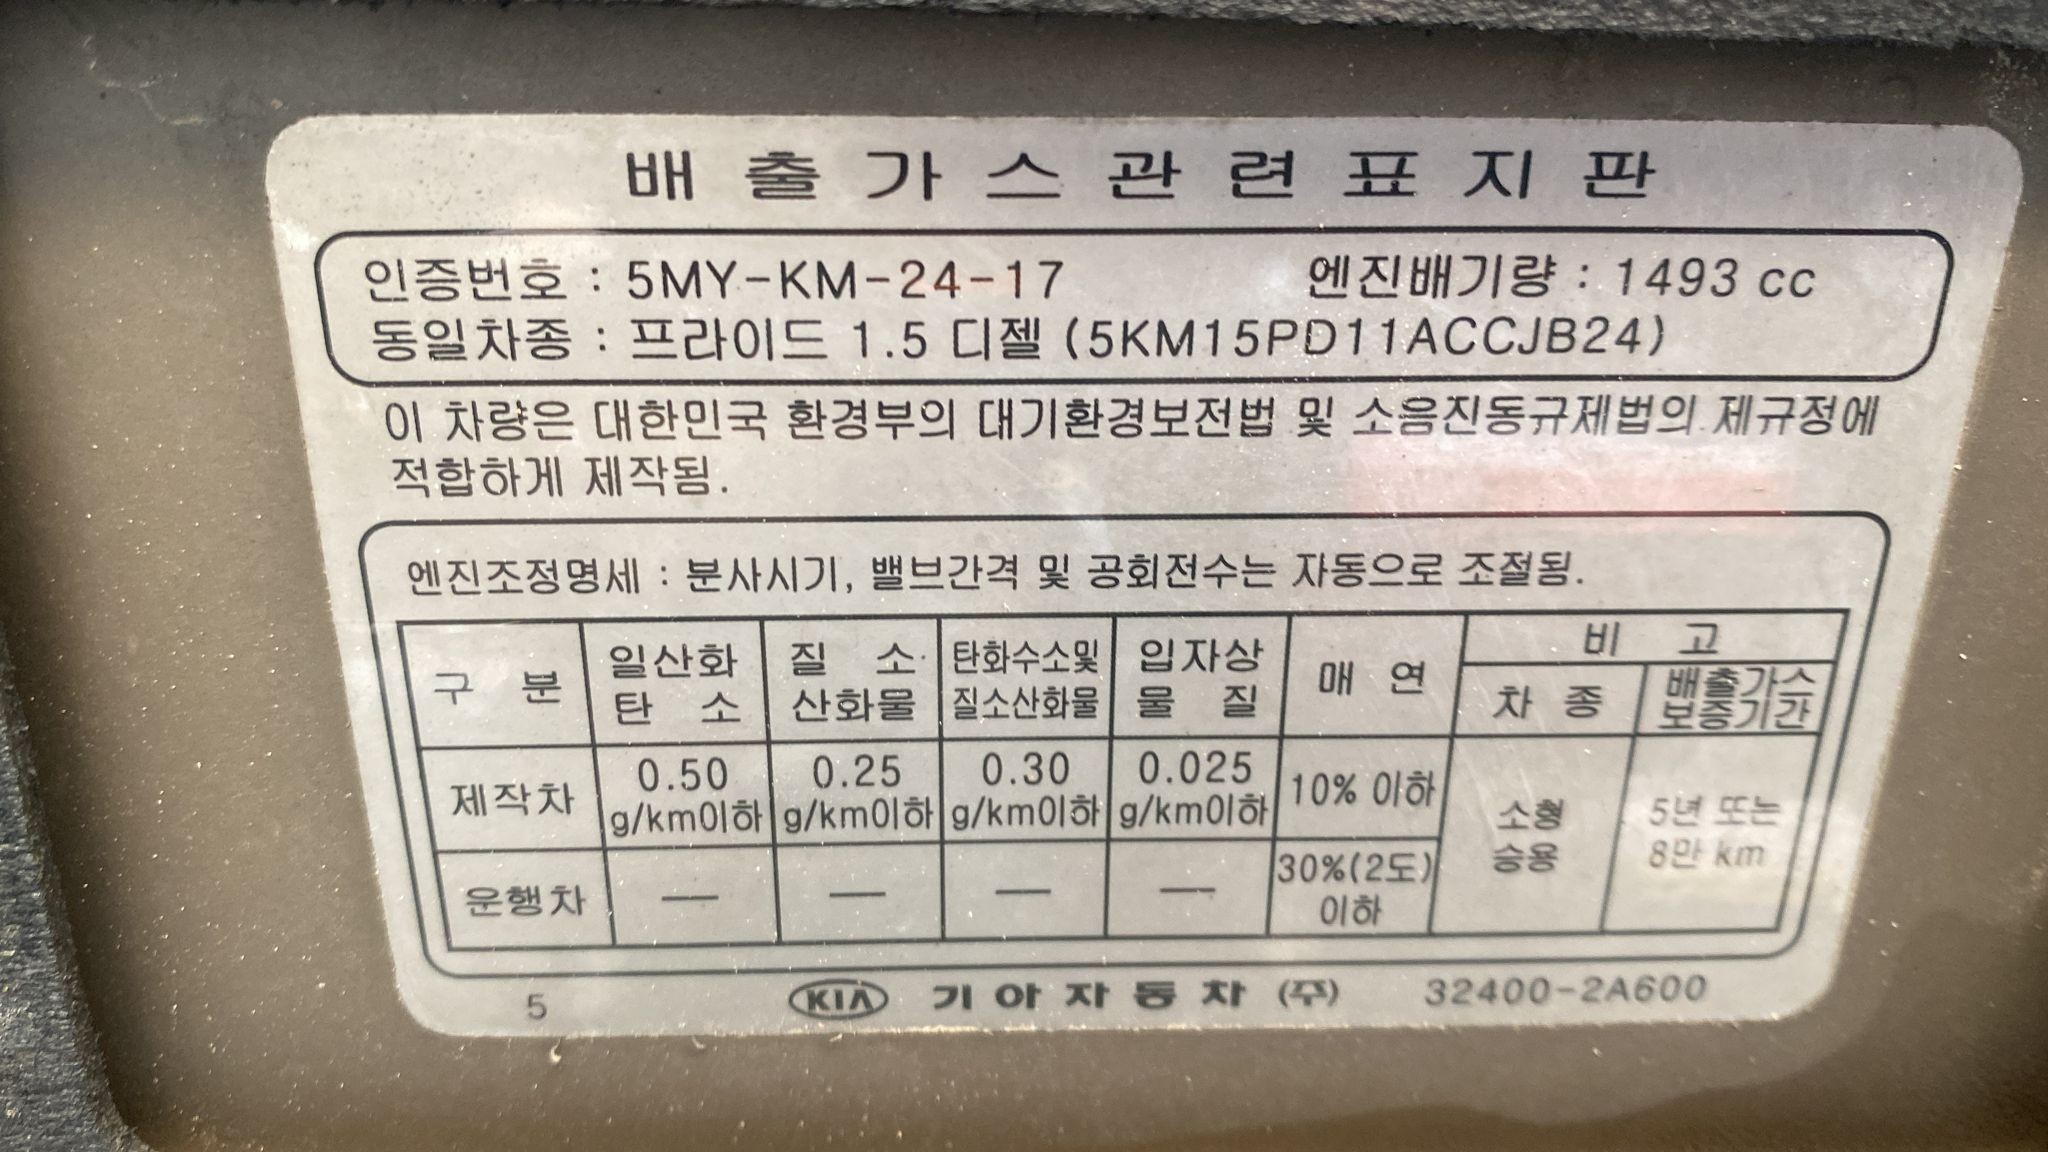 배출가스관련표지판
인증번호 : 5MY-KM-24-17 엔진배기량 : 1493 cc
동일차종 : 프라이드 1.5 디젤 (5KM15PD11ACCJB24)
이 차량은 대한민국 환경부의 대기환경보전법 및 소음진동규제법의 제규정에
적합하게 제작됨.
엔진조정명세 : 분사시기, 밸브간격 및 공회전수는 자동으로 조절됨.
구 분 일산화탄 소 질 소산화물 탄화수소및질소산화물 입자상물 질 매 연 비 고
차 종 배출가스보증기간
제작차 0.50 g/km이하 0.25 g/km이하 0.30 g/km이하 0.025 g/km이하 10% 이하 소형승용 5년 또는 8만 km
운행차 — — — — 30%(2도) 이하
5 KIA 기아자동차 (주) 32400-2A600